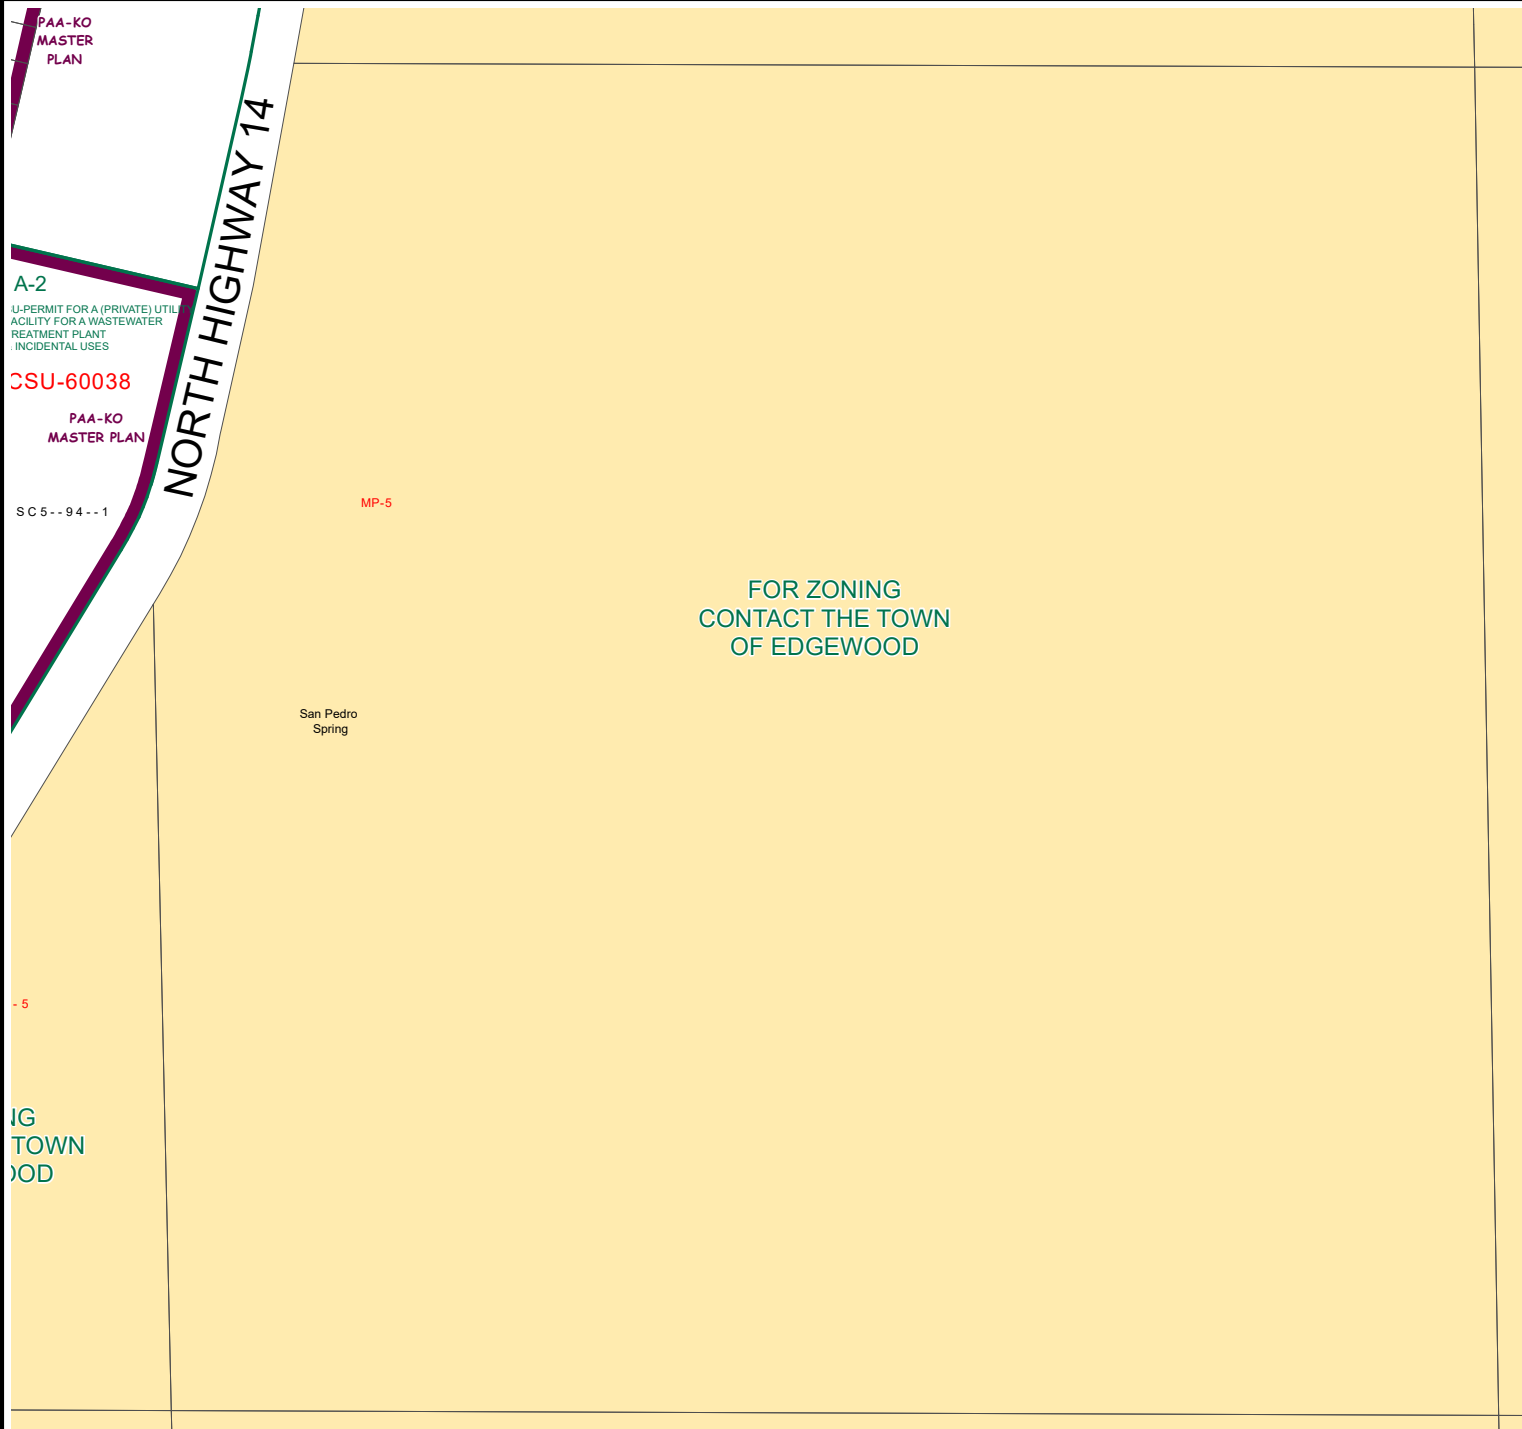 PAA-KO
MASTER
PLAN
NORTH HIGHWAY 14
A-2
U-PERMIT FOR A (PRIVATE) UTILITY
ACILITY FOR A WASTEWATER
REATMENT PLANT
INCIDENTAL USES
CSU-60038
PAA-KO
MASTER PLAN
SC5--94--1
MP-5
FOR ZONING
CONTACT THE TOWN
OF EDGEWOOD
San Pedro
Spring
- 5
NG
TOWN
OOD